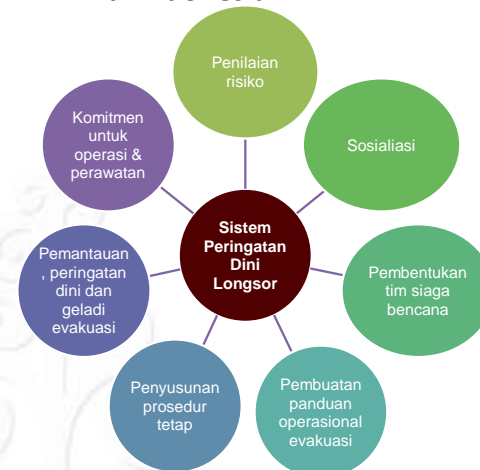 Penilaian
risiko
Sosialiasi
Pembentukan
tim siaga
bencana
Pembuatan
panduan
operasional
evakuasi
Penyusunan
prosedur
tetap
Pemantauan
, peringatan
dini dan
geladi
evakuasi
Komitmen
untuk
operasi &
perawatan
Sistem
Peringatan
Dini
Longsor